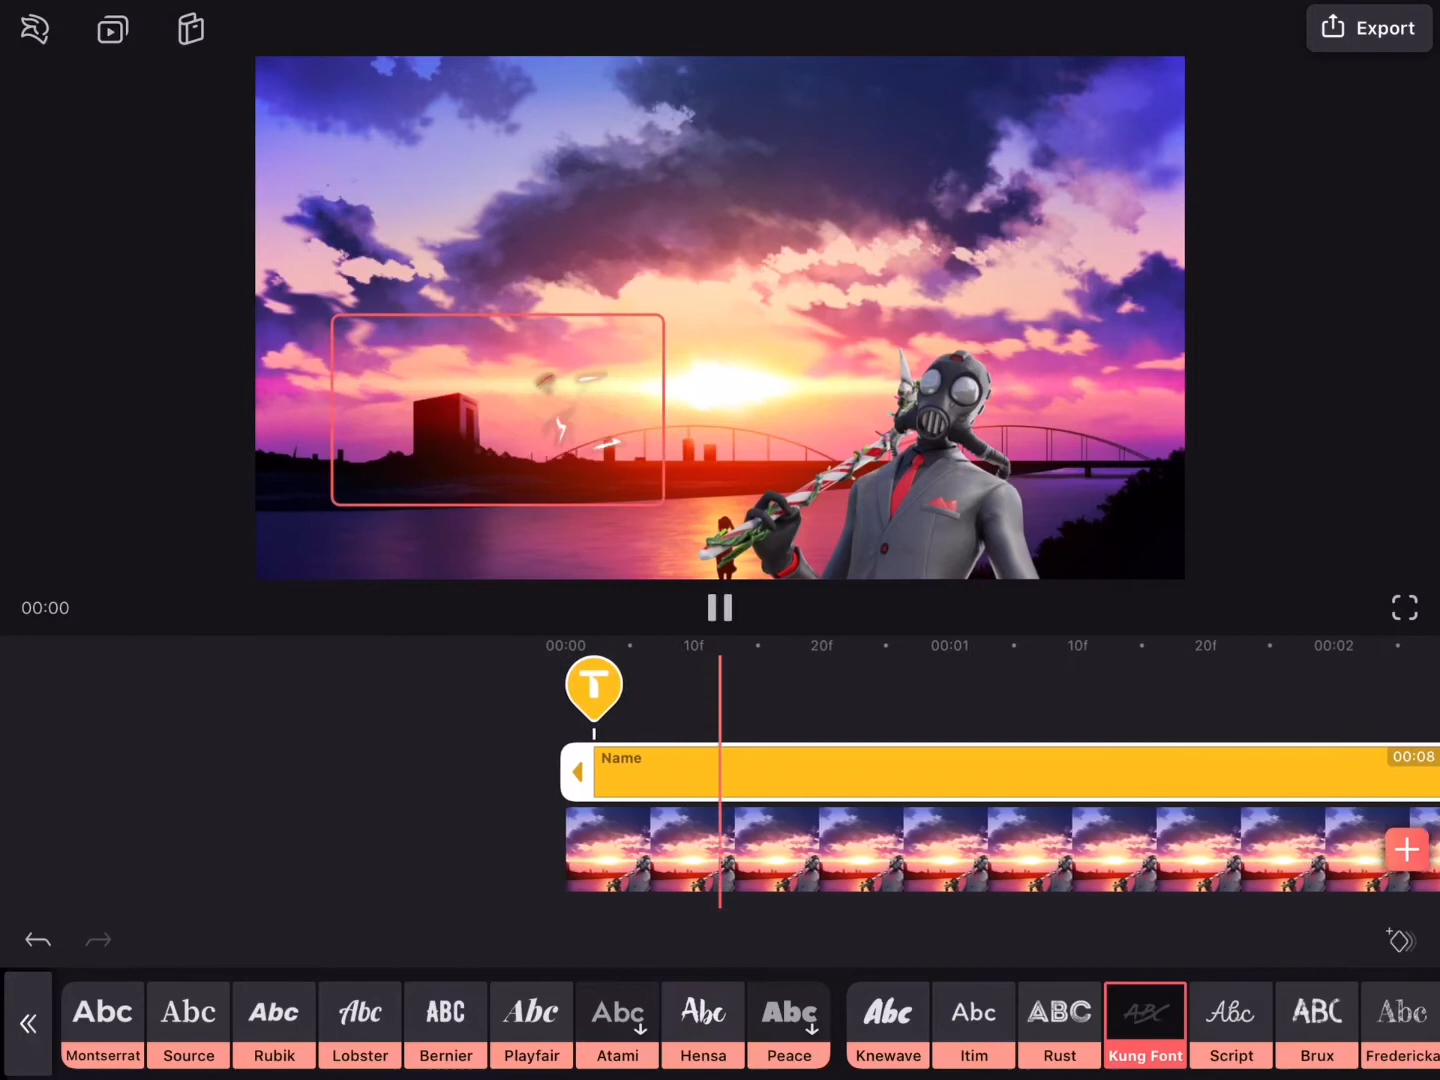 Export
00:00
00:00 10f 20f 00:01 10f 20f 00:02
T
Name 00:08
Abc Abc Abc Abc ABC Abc Abc Abc Abc Abc Abc ABC ABC Abc ABC Abc
Montserrat Source Rubik Lobster Bernier Playfair Atami Hensa Peace Knewave Itim Rust Kung Font Script Brux Fredericka